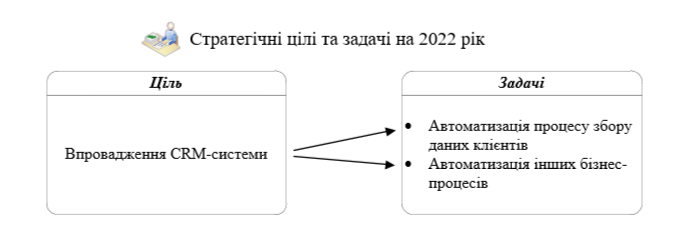 Стратегічні цілі та задачі на 2022 рік
Ціль
Впровадження CRM-системи
Задачі
• Автоматизація процесу збору
даних клієнтів
• Автоматизація інших бізнес-
процесів